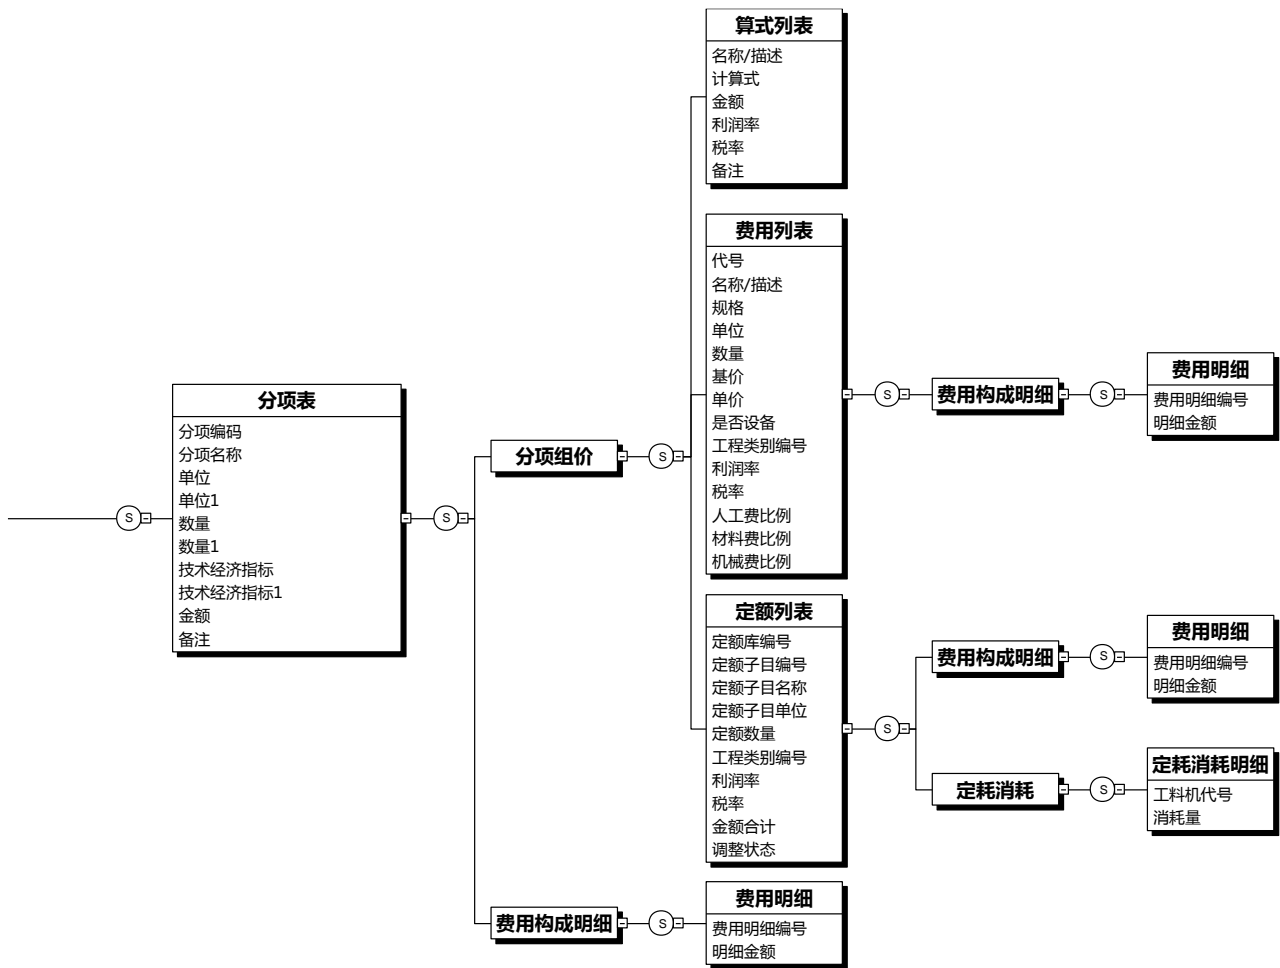 算式列表
名称/描述
计算式
金额
利润率
税率
备注
费用列表
代号
名称/描述
规格
单位
数量
基价
单价
是否设备
工程类别编号
利润率
税率
人工费比例
材料费比例
机械费比例
S
费用构成明细
S
费用明细
费用明细编号
明细金额
分项表
分项编码
分项名称
单位
单位1
数量
数量1
技术经济指标
技术经济指标1
金额
备注
S
S
分项组价
S
定额列表
定额库编号
定额子目编号
定额子目名称
定额子目单位
定额数量
工程类别编号
利润率
税率
金额合计
调整状态
S
费用构成明细
S
费用明细
费用明细编号
明细金额
定耗消耗
S
定耗消耗明细
工料机代号
消耗量
费用构成明细
S
费用明细
费用明细编号
明细金额